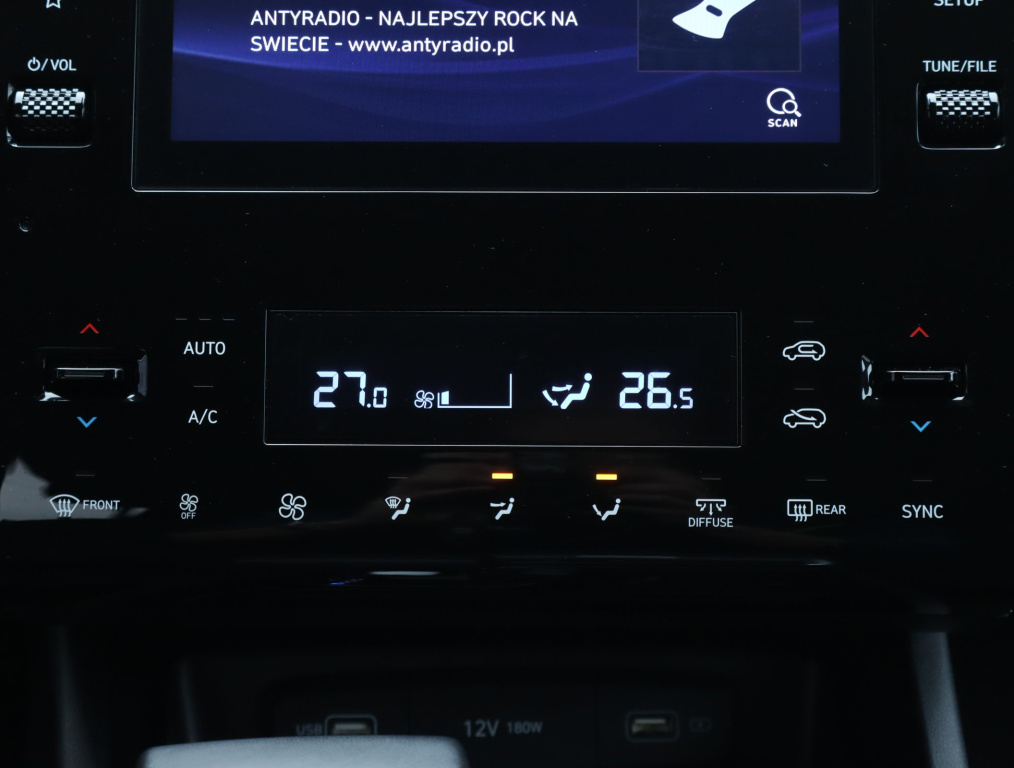 ANTYRADIO - NAJLEPSZY ROCK NA
SWIECIE - www.antyradio.pl
SETUP
/VOL
TUNE/FILE
SCAN
AUTO
A/C
27.0
26.5
FRONT
OFF
DIFFUSE
REAR
SYNC
USB
12V 180W